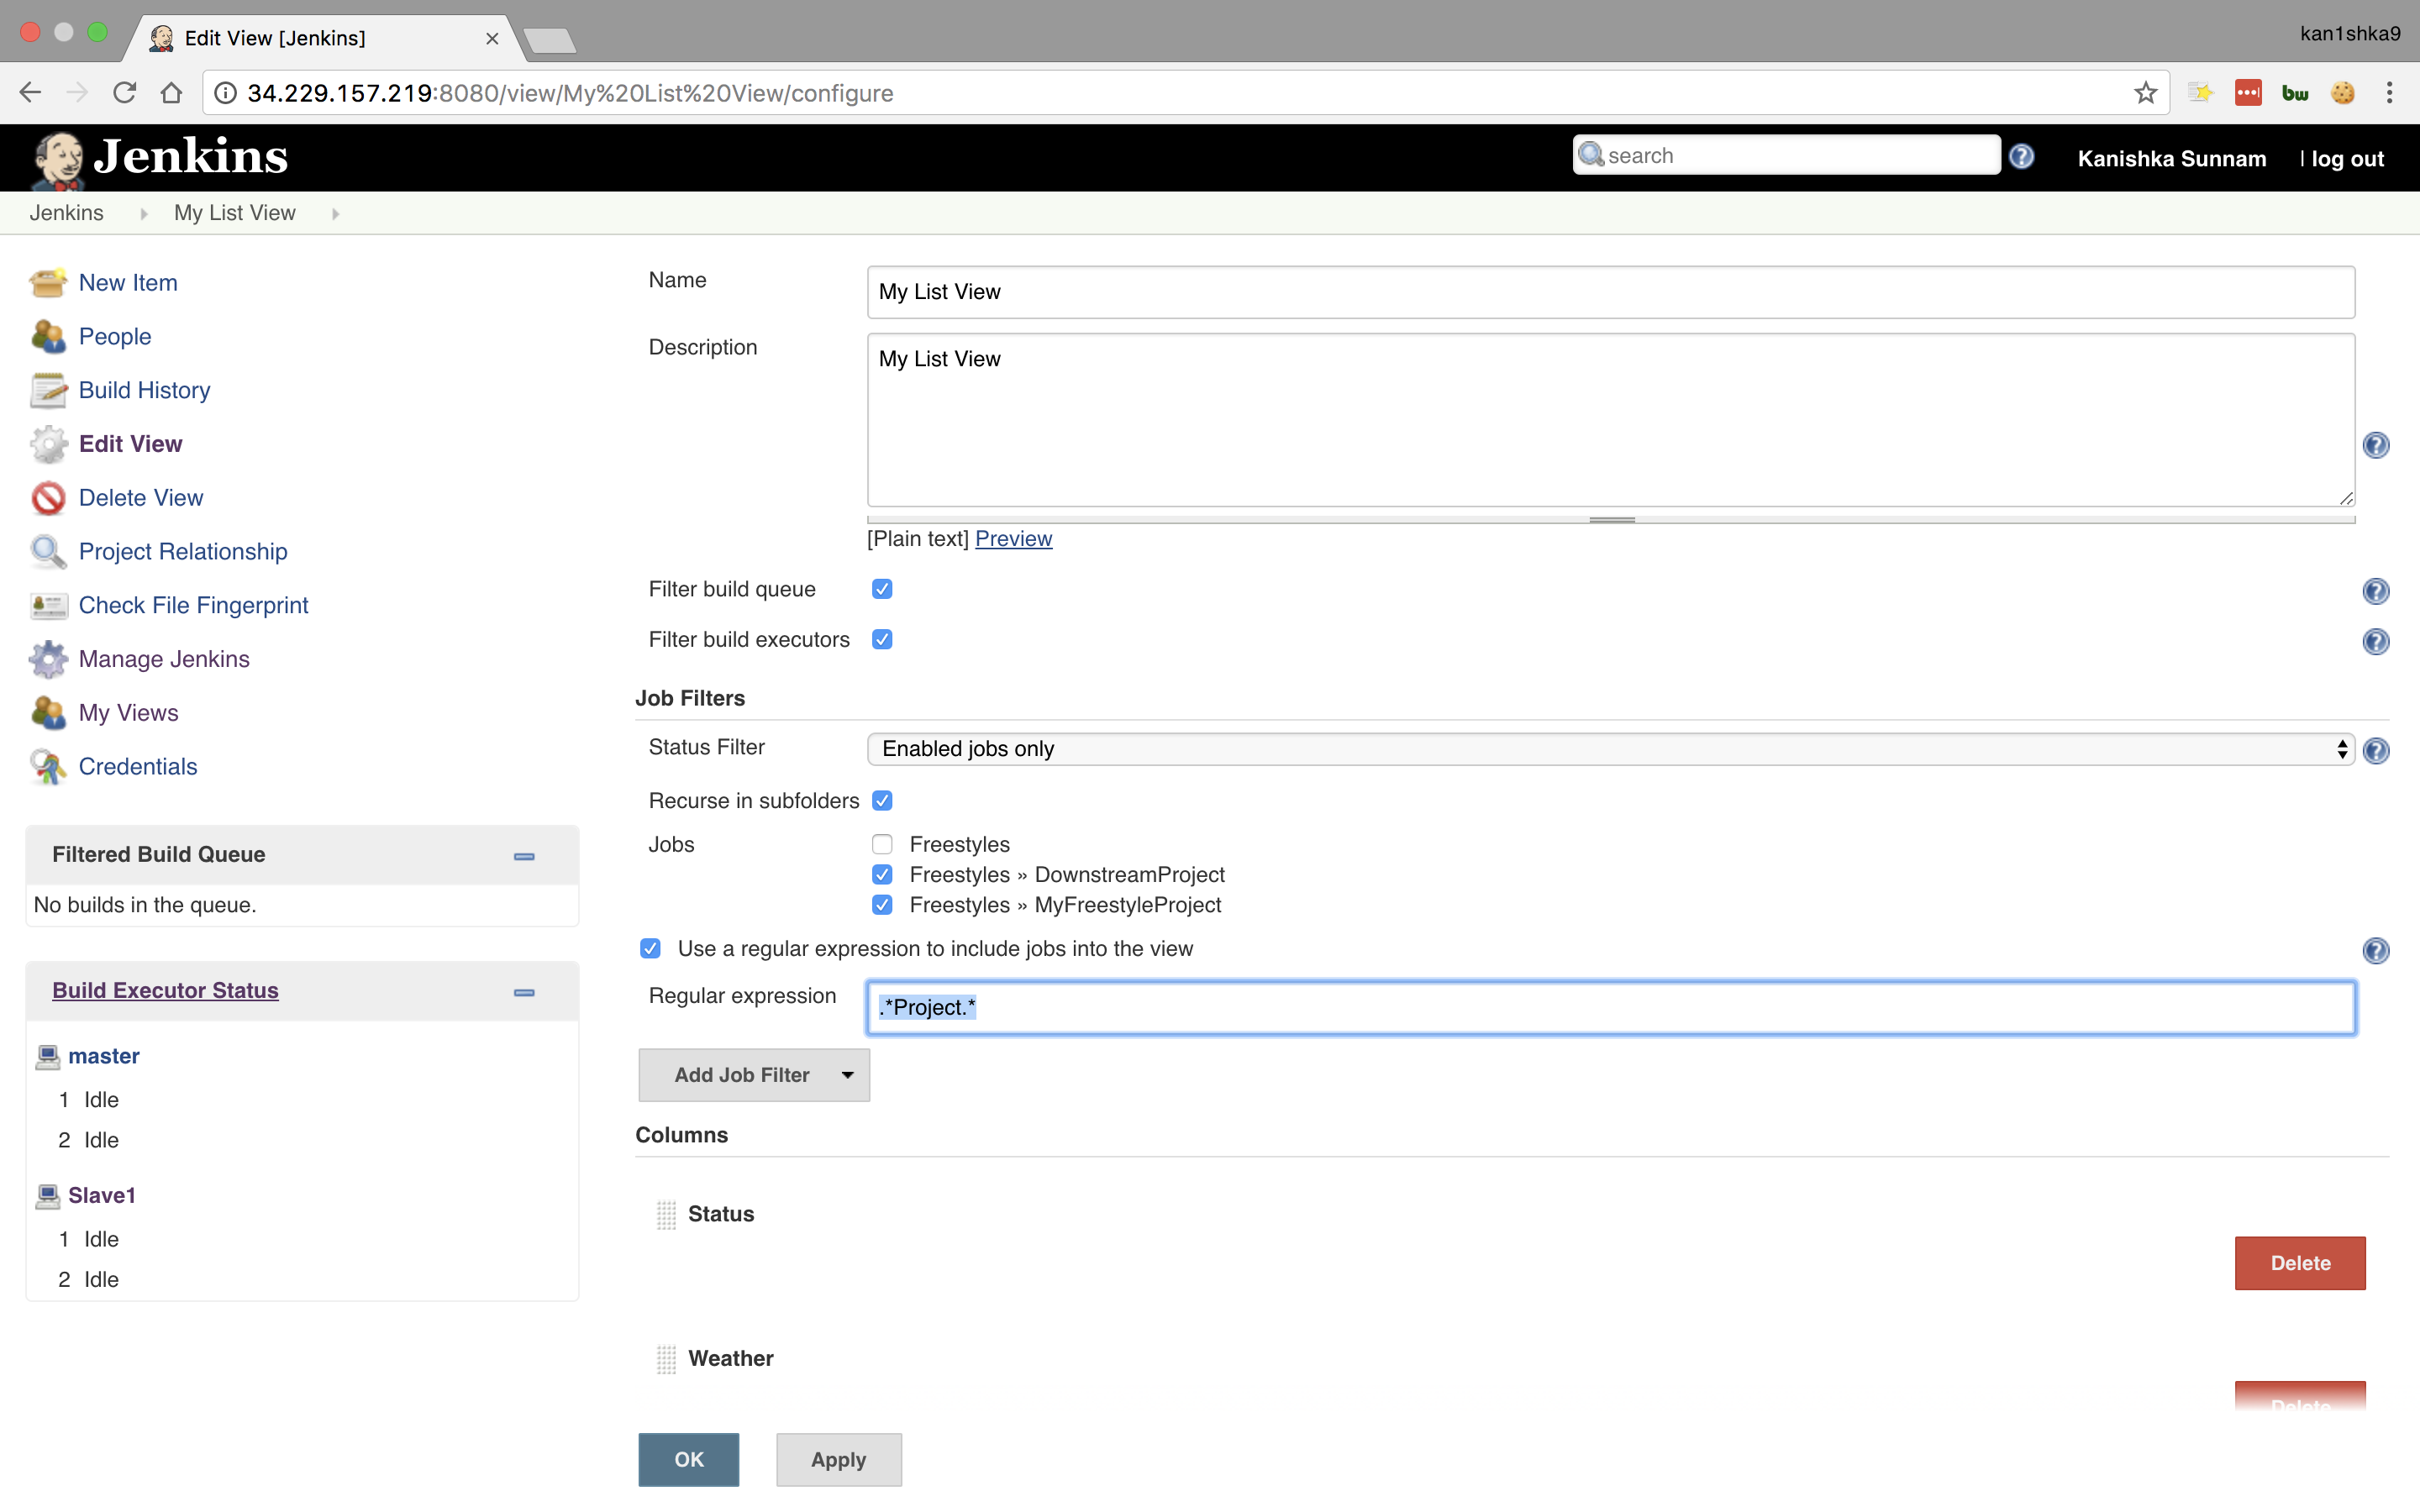 Edit View [Jenkins]
kan1shka9
34.229.157.219:8080/view/My%20List%20View/configure
bw
Jenkins
search
Kanishka Sunnam
| log out
Jenkins
My List View
New Item
People
Build History
Edit View
Delete View
Project Relationship
Check File Fingerprint
Manage Jenkins
My Views
Credentials
Filtered Build Queue
No builds in the queue.
Build Executor Status
master
1 Idle
2 Idle
Slave1
1 Idle
2 Idle
Name
My List View
Description
My List View
[Plain text] Preview
Filter build queue
Filter build executors
Job Filters
Status Filter
Enabled jobs only
Recurse in subfolders
Jobs
Freestyles
Freestyles » DownstreamProject
Freestyles » MyFreestyleProject
Use a regular expression to include jobs into the view
Regular expression
.*Project.*
Add Job Filter
Columns
Status
Delete
Weather
Delete
OK
Apply